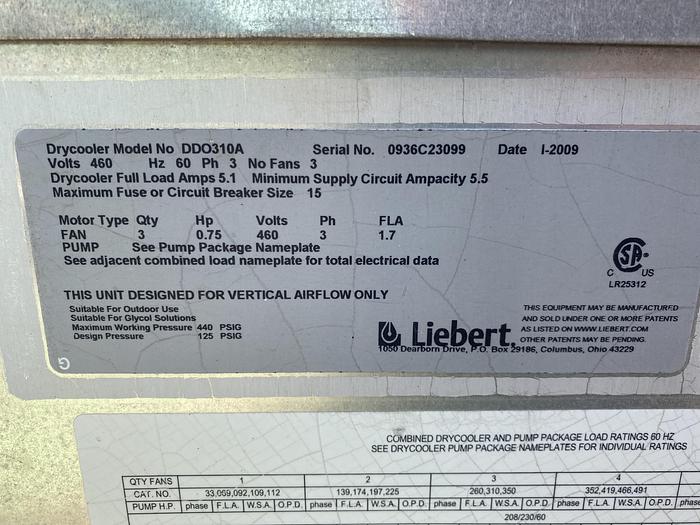 Drycooler Model No DDO310A Serial No. 0936C23099 Date I-2009
Volts 460 Hz 60 Ph 3 No Fans 3
Drycooler Full Load Amps 5.1 Minimum Supply Circuit Ampacity 5.5
Maximum Fuse or Circuit Breaker Size 15
Motor Type Qty Hp Volts Ph FLA
FAN 3 0.75 460 3 1.7
PUMP See Pump Package Nameplate
See adjacent combined load nameplate for total electrical data
SA
C US
LR25312
THIS UNIT DESIGNED FOR VERTICAL AIRFLOW ONLY
Suitable For Outdoor Use
Suitable For Glycol Solutions
Maximum Working Pressure 440 PSIG
Design Pressure 125 PSIG
Liebert.
1050 Dearborn Drive, P.O. Box 29186, Columbus, Ohio 43229
THIS EQUIPMENT MAY BE MANUFACTURED
AND SOLD UNDER ONE OR MORE PATENTS
AS LISTED ON WWW.LIEBERT.COM
OTHER PATENTS MAY BE PENDING.
G
COMBINED DRYCOOLER AND PUMP PACKAGE LOAD RATINGS 60 HZ
SEE DRYCOOLER PUMP PACKAGE NAMEPLATES FOR INDIVIDUAL RATINGS
QTY FANS 1 2 3 4
CAT. NO. 33,069,092,109,112 139,174,197,225 260,310,350 352,419,466,491
PUMP H.P. phase F.L.A. W.S.A. O.P.D. phase F.L.A. W.S.A. O.P.D. phase F.L.A. W.S.A. O.P.D. phase F.L.A. W.S.A. O.P.D.
208/230/60